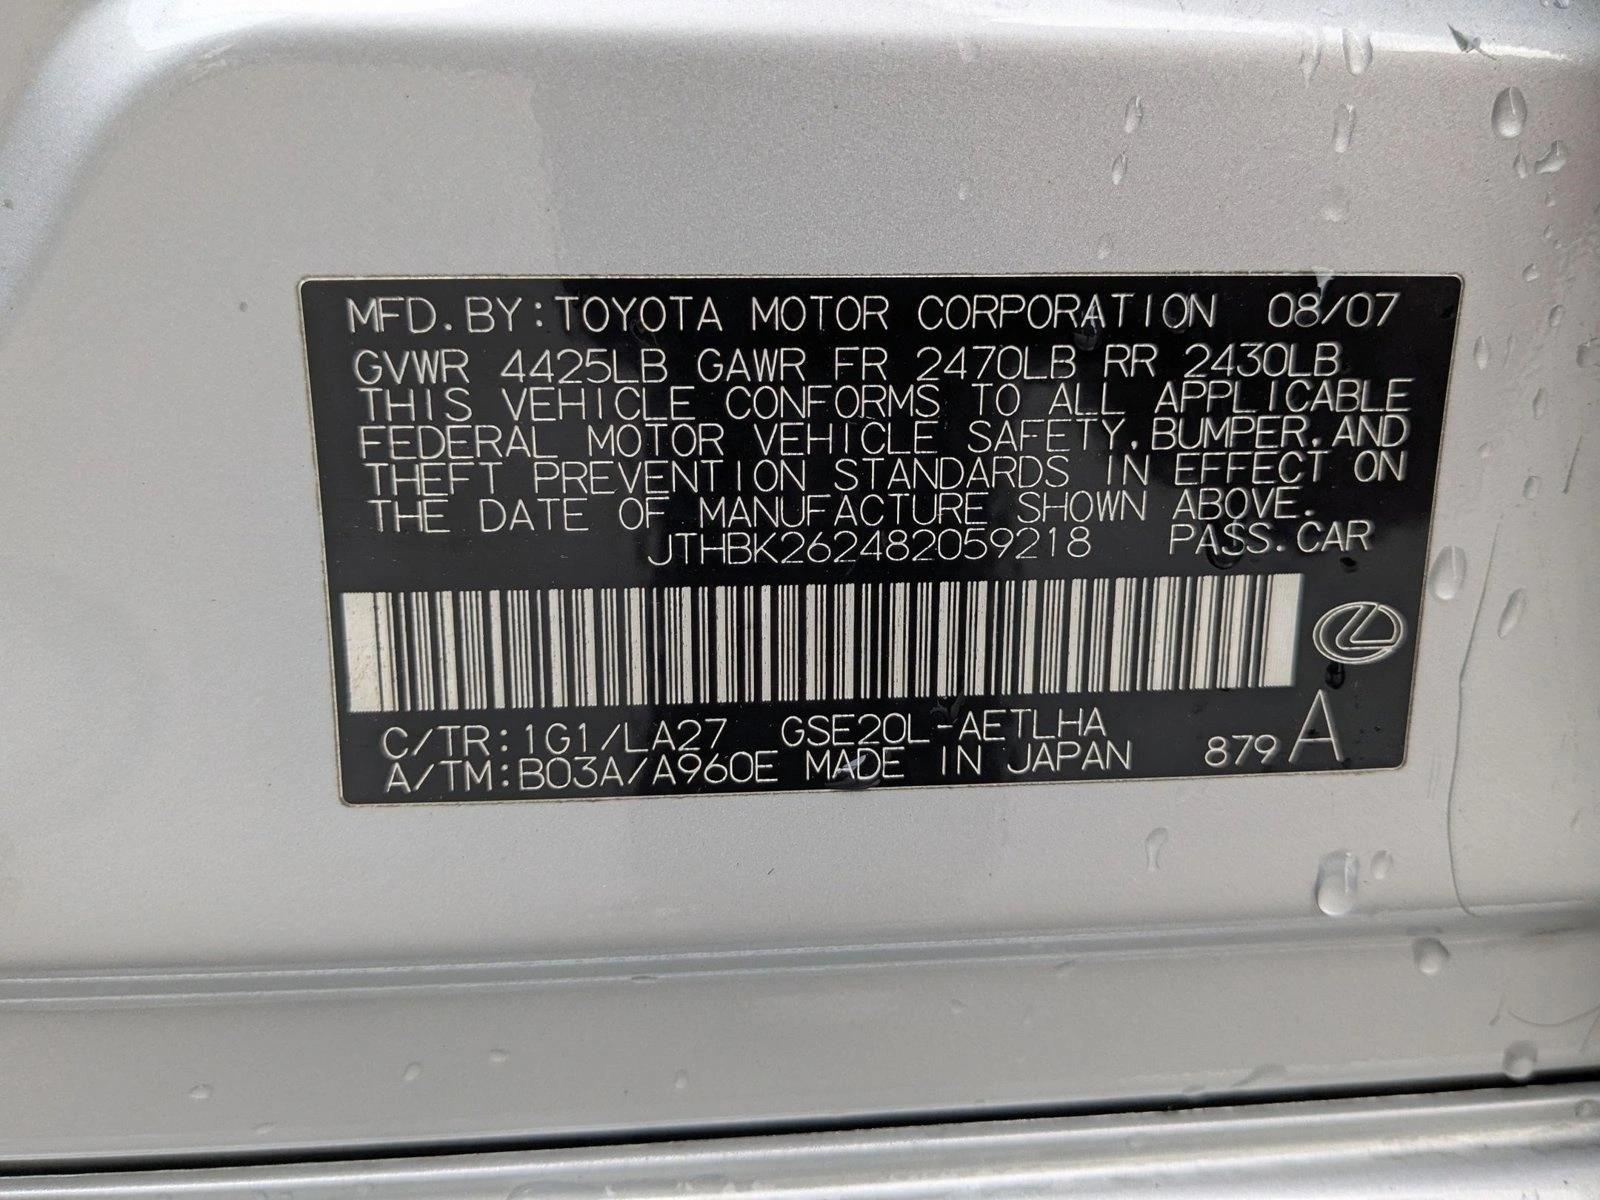 MFD. BY: TOYOTA MOTOR CORPORATION 08/07
GVWR 4425LB GAWR FR 2470LB RR 2430LB
THIS VEHICLE CONFORMS TO ALL APPLICABLE
FEDERAL MOTOR VEHICLE SAFETY, BUMPER, AND
THEFT PREVENTION STANDARDS IN EFFECT ON
THE DATE OF MANUFACTURE SHOWN ABOVE.
JTHBK262482059218 PASS. CAR
C/TR: 1G1/LA27 GSE20L-AETLHA
A/TM: B03A/A960E MADE IN JAPAN 879 A